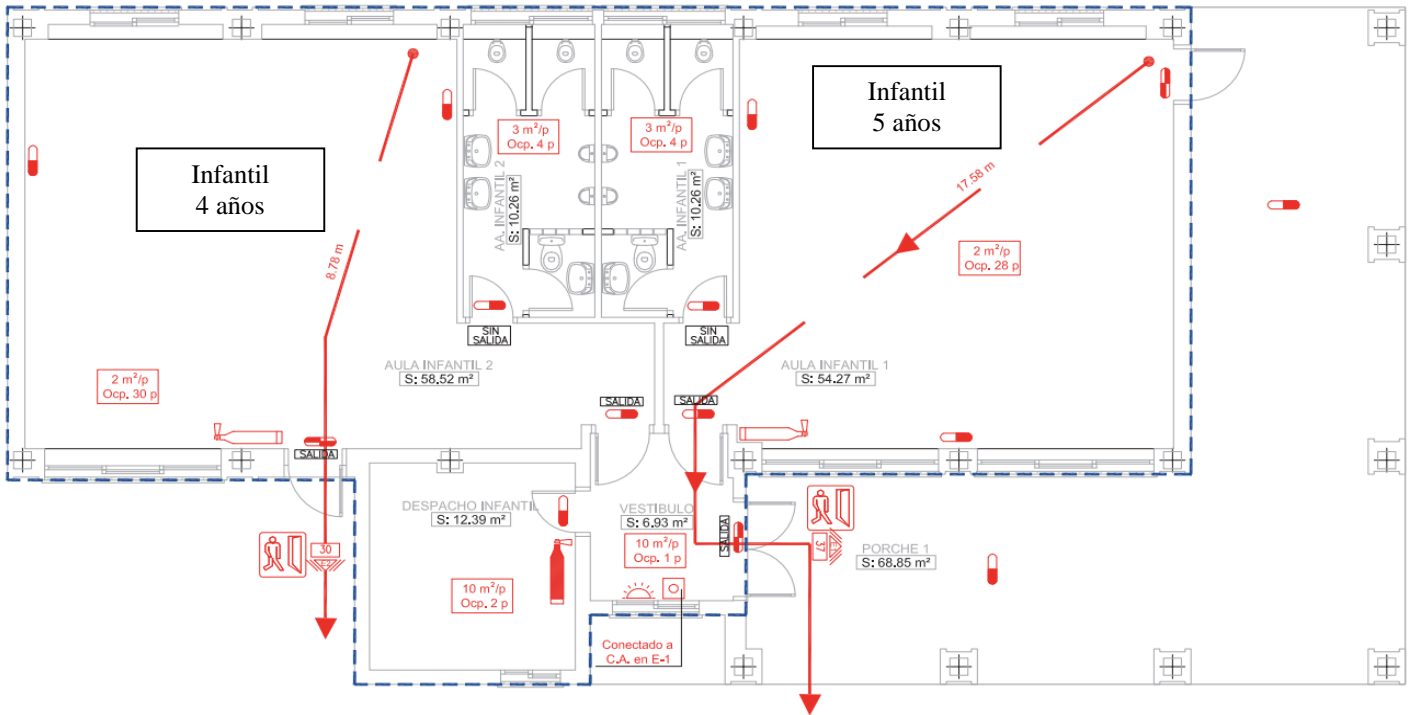 Infantil
4 años
Infantil
5 años
3 m²/p
Ocp. 4 p
3 m²/p
Ocp. 4 p
AA. INFANTIL 2
S: 10.26 m²
AA. INFANTIL 1
S: 10.26 m²
17.58 m
8.78 m
2 m²/p
Ocp. 28 p
SIN
SALIDA
SIN
SALIDA
AULA INFANTIL 2
S: 58.52 m²
AULA INFANTIL 1
S: 54.27 m²
2 m²/p
Ocp. 30 p
SALIDA
SALIDA
SALIDA
DESPACHO INFANTIL
S: 12.39 m²
VESTIBULO
S: 6.93 m²
SALIDA
10 m²/p
Ocp. 1 p
30
E2
37
PORCHE 1
S: 68.85 m²
10 m²/p
Ocp. 2 p
Conectado a
C.A. en E-1